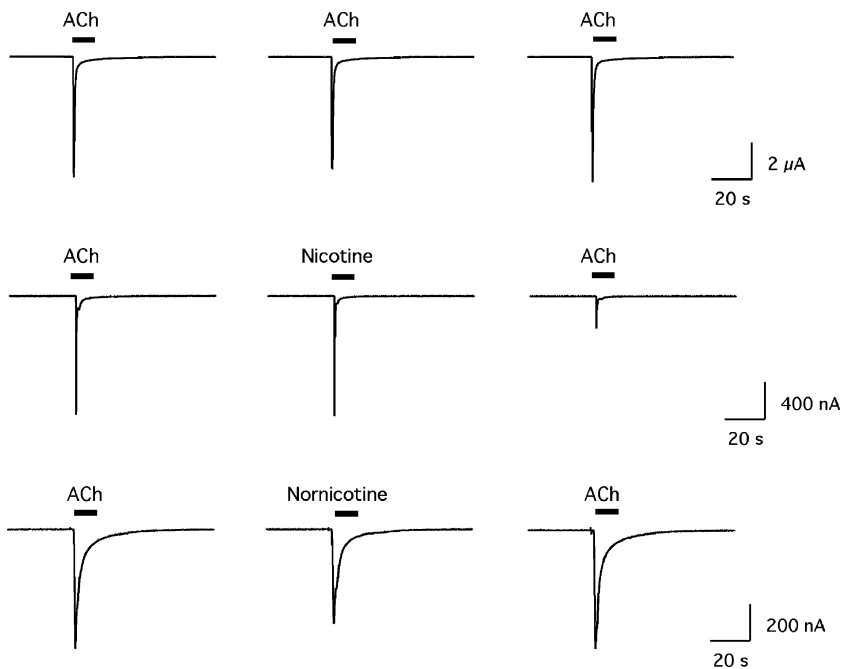 ACh ACh ACh
2 µA
20 s
ACh Nicotine ACh
400 nA
20 s
ACh Nornicotine ACh
200 nA
20 s